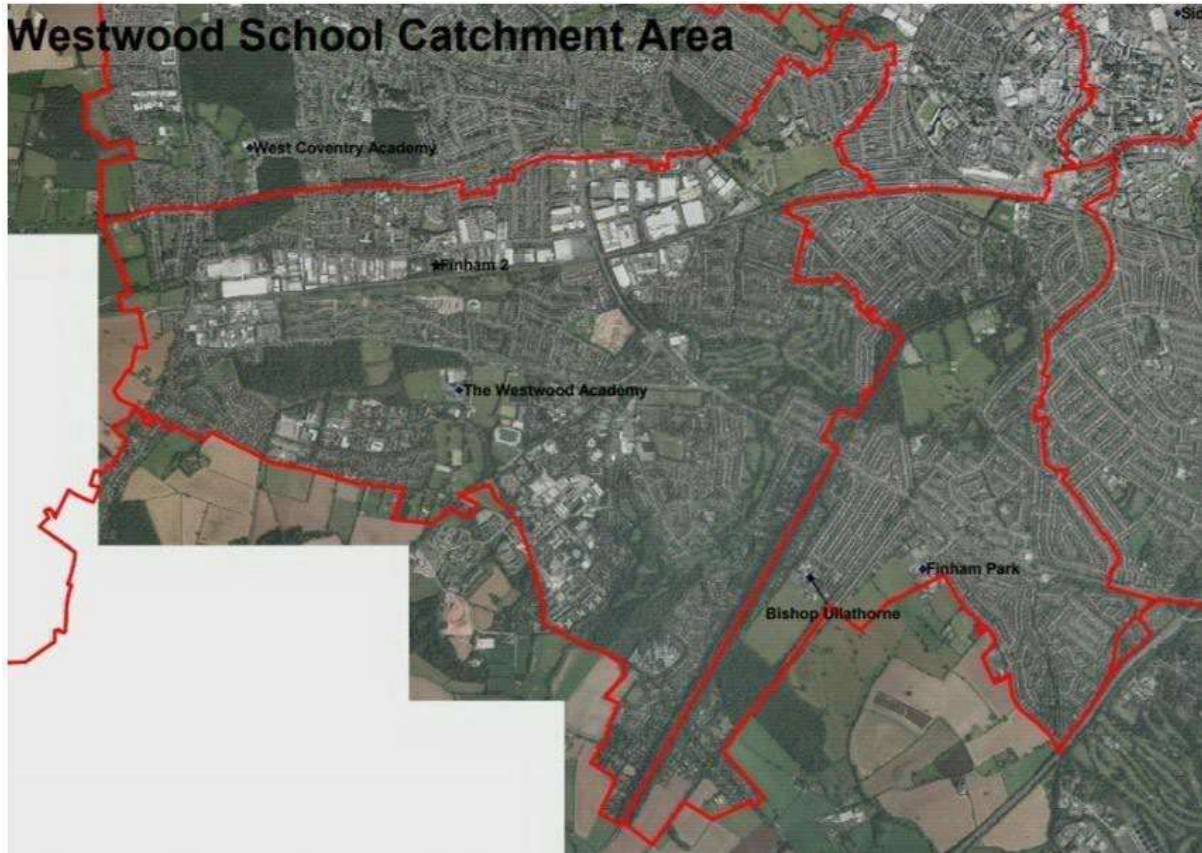 Westwood School Catchment Area
West Coventry Academy
Finham 2
The Westwood Academy
Finham Park
Bishop Ullathorne